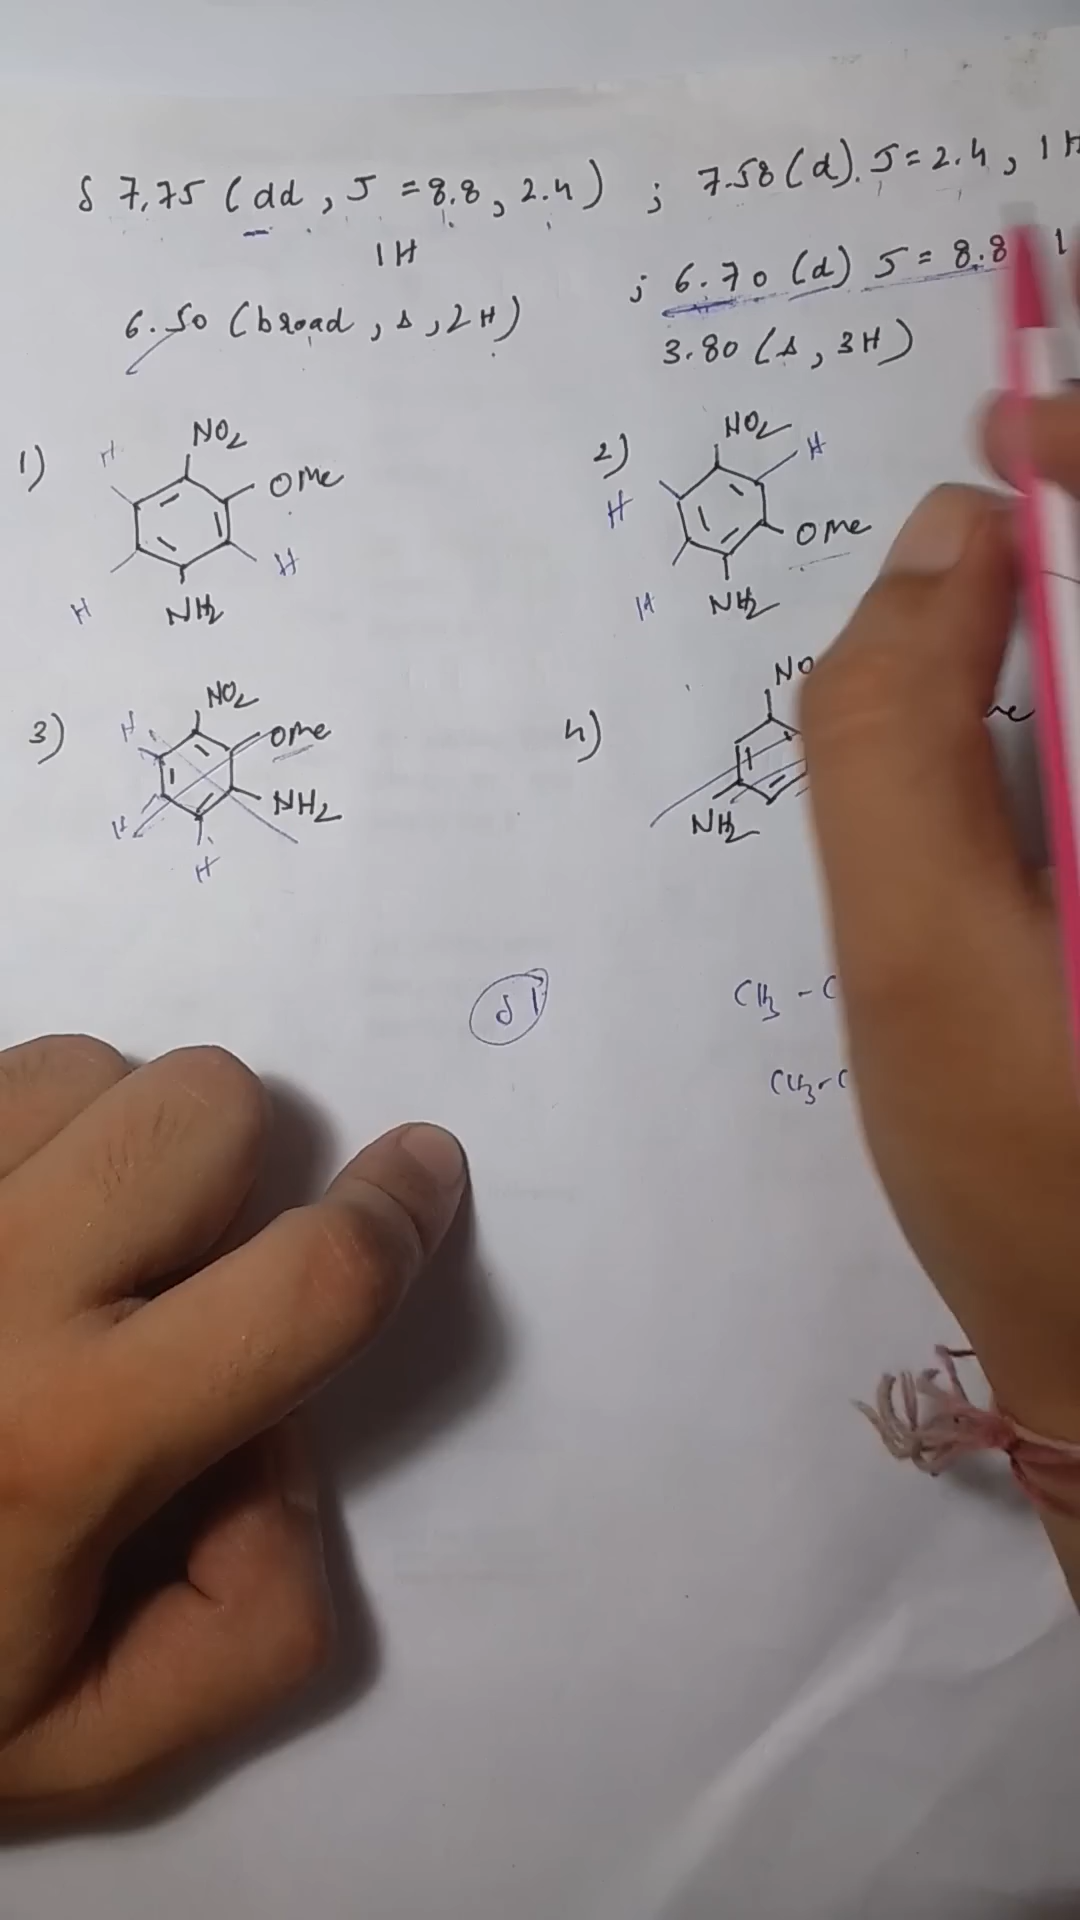 δ 7.75 (dd, J = 8.8, 2.4) ; 7.58 (d). J = 2.4, 1H
1H
; 6.70 (d) J = 8.8 1
6.50 (broad, s, 2H)
3.80 (s, 3H)
1) NO2
H
OMe
H
H
NH2
2) NO2
H
H
OMe
H
NH2
3) NO2
H
OMe
H
NH2
H
4) NO
NH2
δ 1
CH3 - C
CH3-C